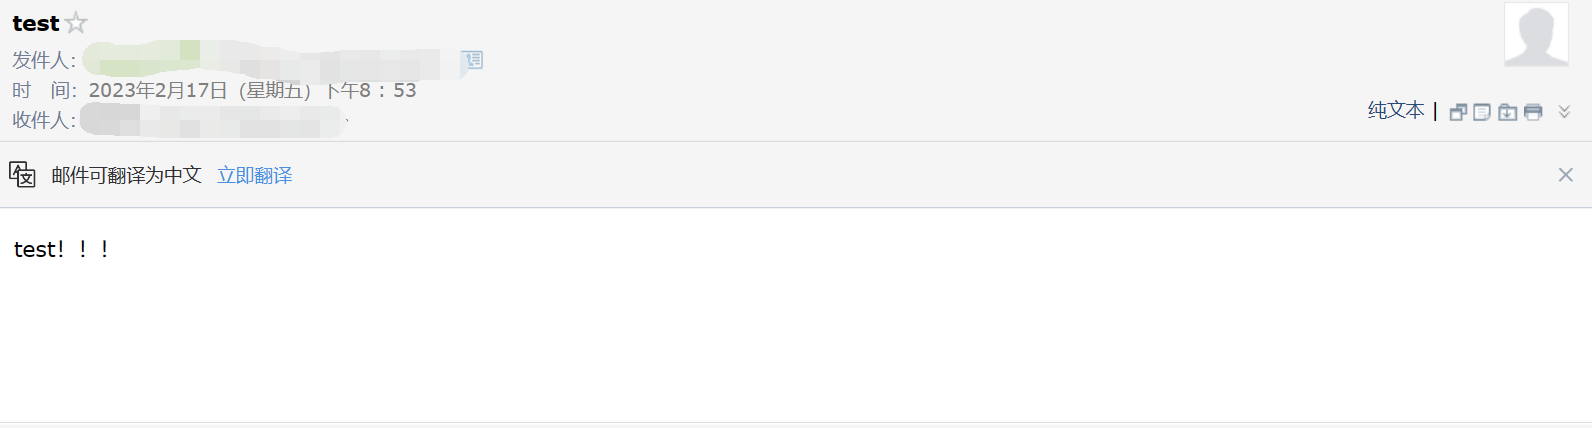 test
发件人：
时　间：2023年2月17日（星期五）下午8：53
纯文本 |
收件人：
邮件可翻译为中文 立即翻译
test！！！